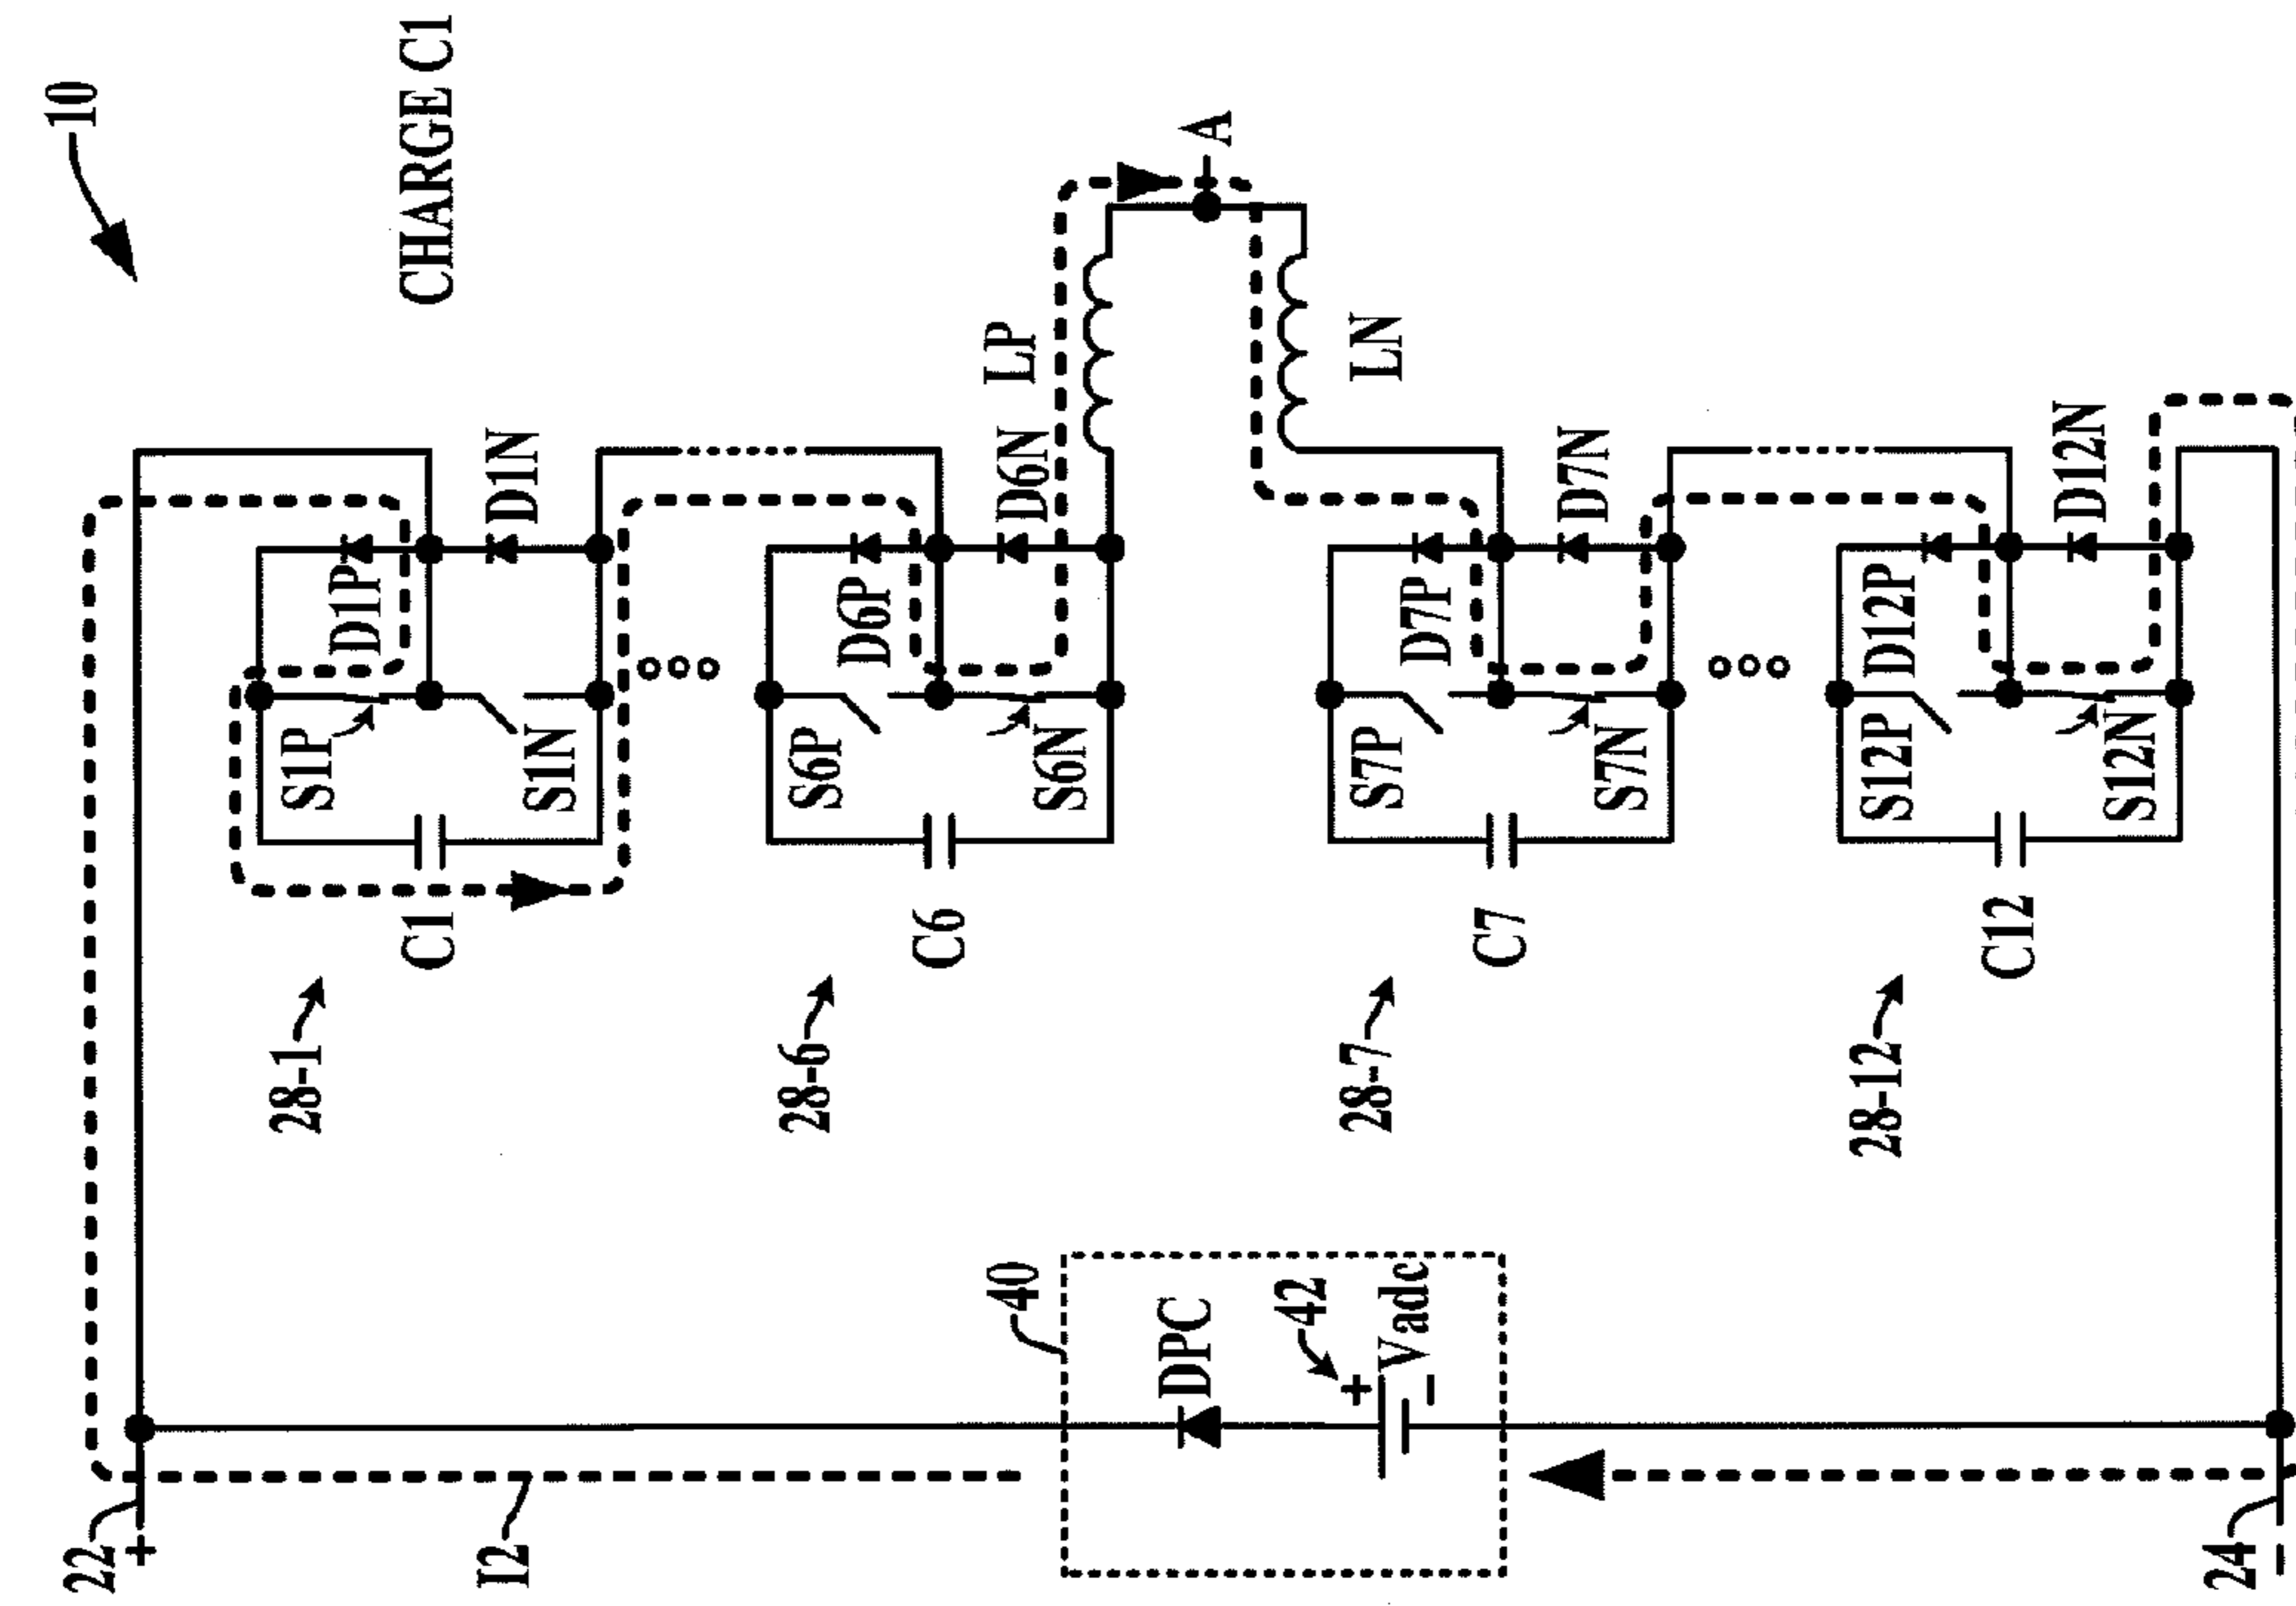 10
CHARGE C1
22
+
I2
28-1
C1
S1P
S1N
D1P
D1N
28-6
C6
S6P
S6N
D6P
D6N
LP
A
LN
40
DPC
42
+
Vadc
–
28-7
C7
S7P
S7N
D7P
D7N
28-12
C12
S12P
S12N
D12P
D12N
24
–